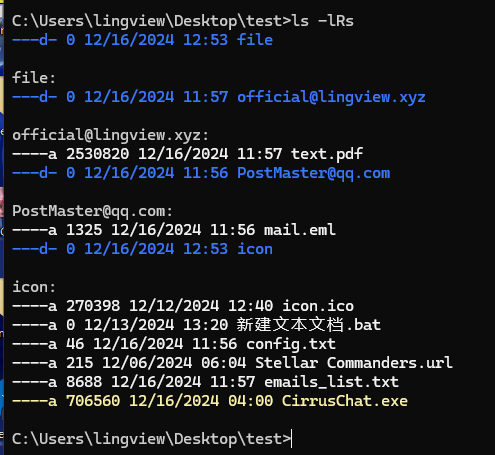 C:\Users\lingview\Desktop\test>ls -lRs
---d- 0 12/16/2024 12:53 file
file:
---d- 0 12/16/2024 11:57 official@lingview.xyz
official@lingview.xyz:
----a 2530820 12/16/2024 11:57 text.pdf
---d- 0 12/16/2024 11:56 PostMaster@qq.com
PostMaster@qq.com:
----a 1325 12/16/2024 11:56 mail.eml
---d- 0 12/16/2024 12:53 icon
icon:
----a 270398 12/12/2024 12:40 icon.ico
----a 0 12/13/2024 13:20 新建文本文档.bat
----a 46 12/16/2024 11:56 config.txt
----a 215 12/06/2024 06:04 Stellar Commanders.url
----a 8688 12/16/2024 11:57 emails_list.txt
----a 706560 12/16/2024 04:00 CirrusChat.exe
C:\Users\lingview\Desktop\test>